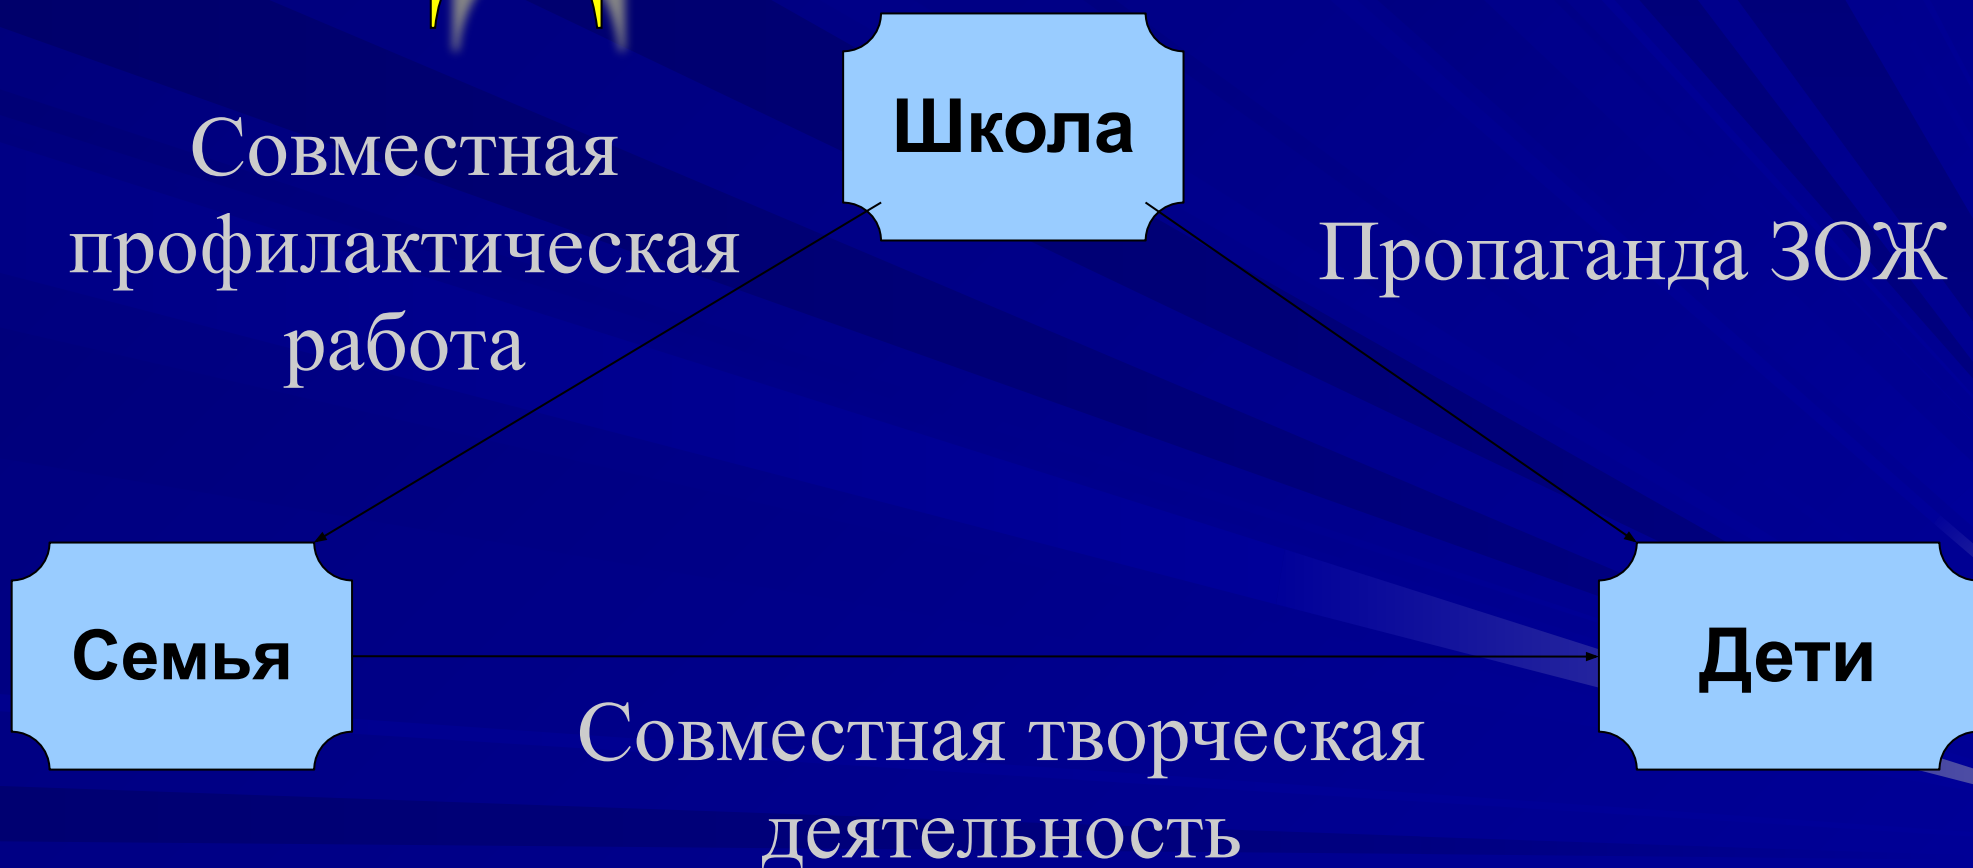 Школа
Совместная
профилактическая
работа
Пропаганда ЗОЖ
Семья
Дети
Совместная творческая
деятельность